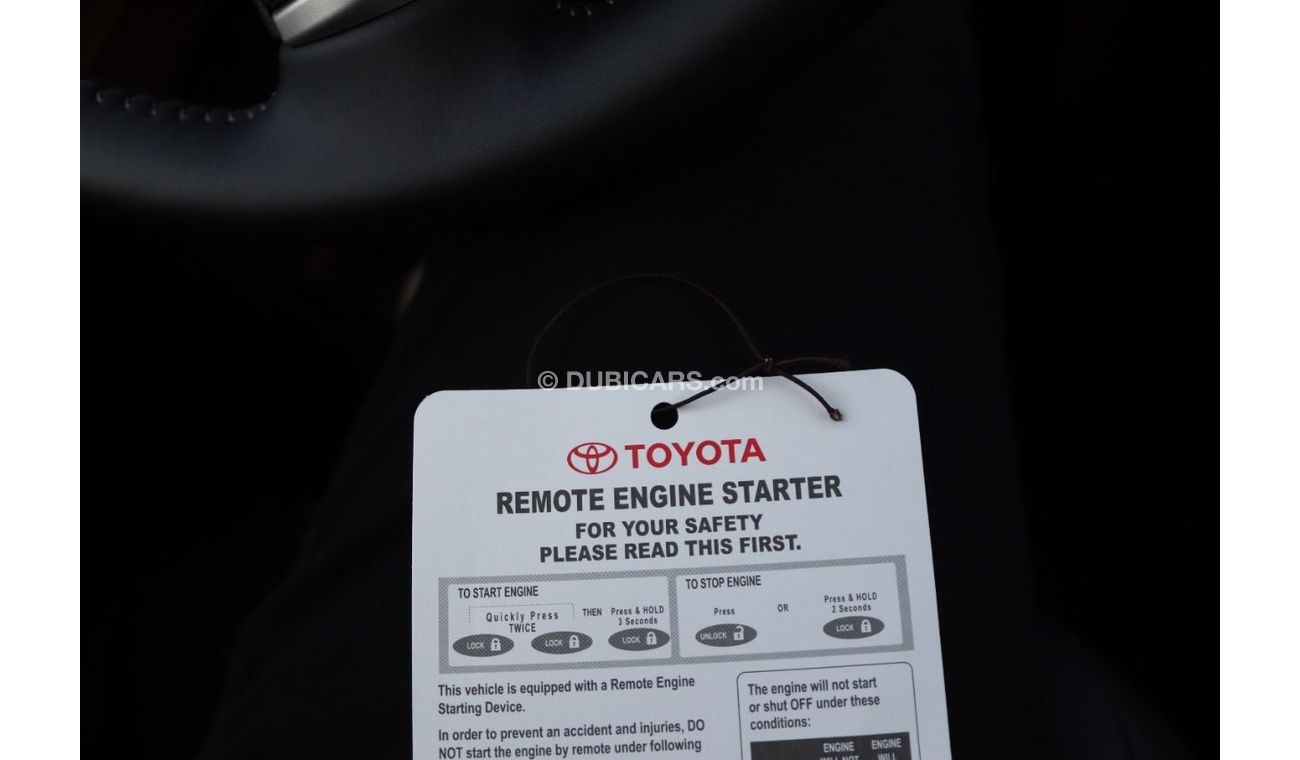 © DUBICARS.com
TOYOTA
REMOTE ENGINE STARTER
FOR YOUR SAFETY
PLEASE READ THIS FIRST.
TO START ENGINE
Quickly Press
TWICE
THEN
Press & HOLD
3 Seconds
LOCK
LOCK
LOCK
TO STOP ENGINE
Press
OR
Press & HOLD
2 Seconds
UNLOCK
LOCK
This vehicle is equipped with a Remote Engine
Starting Device.
In order to prevent an accident and injuries, DO
NOT start the engine by remote under following
The engine will not start
or shut OFF under these
conditions:
ENGINE
WILL NOT
ENGINE
WILL